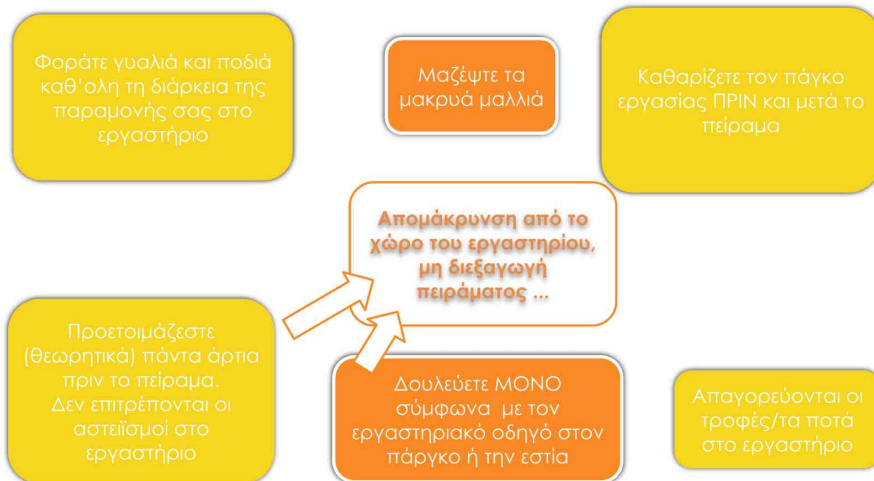 Φοράτε γυαλιά και ποδιά
καθ’ολη τη διάρκεια της
παραμονής σας στο
εργαστήριο
Μαζέψτε τα
μακρυά μαλλιά
Καθαρίζετε τον πάγκο
εργασίας ΠΡΙΝ και μετά το
πείραμα
Απομάκρυνση από το
χώρο του εργαστηρίου,
μη διεξαγωγή
πειράματος ...
Προετοιμάζεστε
(θεωρητικά) πάντα άρτια
πριν το πείραμα.
Δεν επιτρέπονται οι
αστεϊσμοί στο
εργαστήριο
Δουλεύετε ΜΟΝΟ
σύμφωνα με τον
εργαστηριακό οδηγό στον
πάργκο ή την εστία
Απαγορεύονται οι
τροφές/τα ποτά
στο εργαστήριο